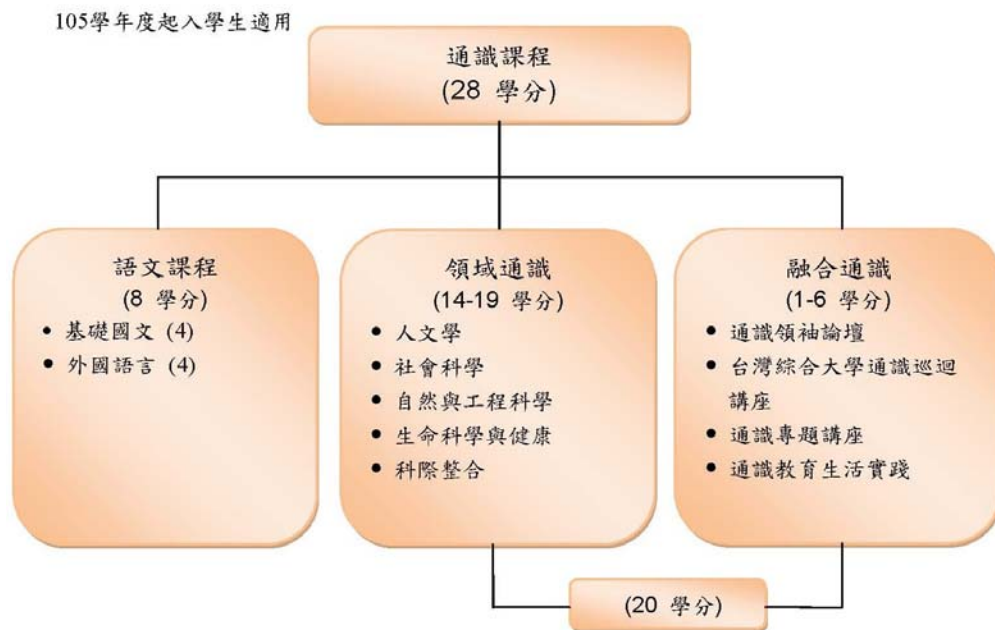 105學年度起入學生適用
通識課程
(28 學分)
語文課程
(8 學分)
• 基礎國文 (4)
• 外國語言 (4)
領域通識
(14-19 學分)
• 人文學
• 社會科學
• 自然與工程科學
• 生命科學與健康
• 科際整合
融合通識
(1-6 學分)
• 通識領袖論壇
• 台灣綜合大學通識巡迴
講座
• 通識專題講座
• 通識教育生活實踐
(20 學分)